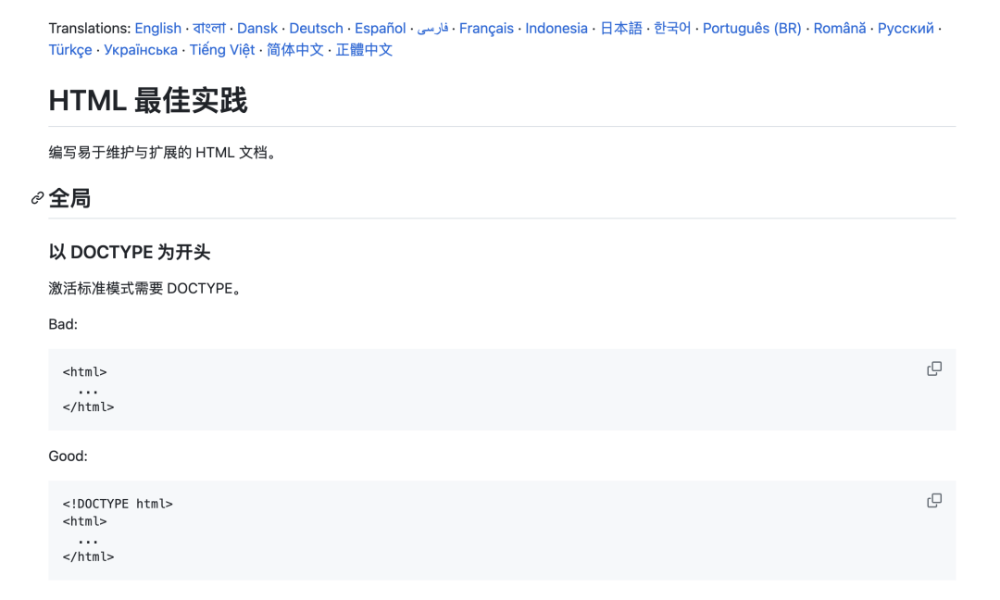 Translations: English · বাংলা · Dansk · Deutsch · Español · فارسی · Français · Indonesia · 日本語 · 한국어 · Português (BR) · Română · Русский ·
Türkçe · Українська · Tiếng Việt · 简体中文 · 正體中文
HTML 最佳实践
编写易于维护与扩展的 HTML 文档。
全局
以 DOCTYPE 为开头
激活标准模式需要 DOCTYPE。
Bad:
<html>
  ...
</html>
Good:
<!DOCTYPE html>
<html>
  ...
</html>